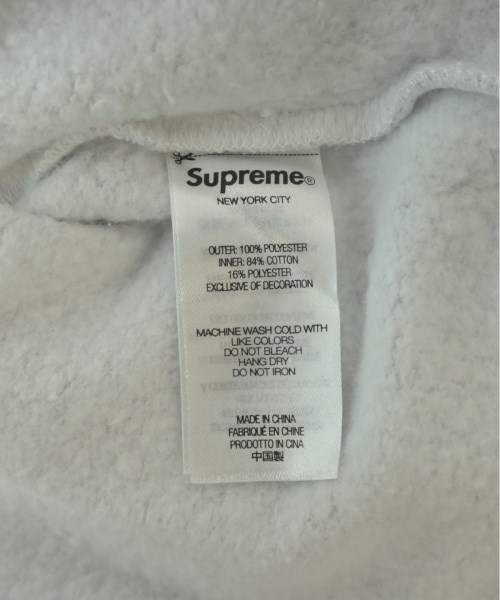 Supreme®
NEW YORK CITY
OUTER: 100% POLYESTER
INNER: 84% COTTON
16% POLYESTER
EXCLUSIVE OF DECORATION
MACHINE WASH COLD WITH
LIKE COLORS
DO NOT BLEACH
HANG DRY
DO NOT IRON
MADE IN CHINA
FABRIQUÉ EN CHINE
PRODOTTO IN CINA
中国製